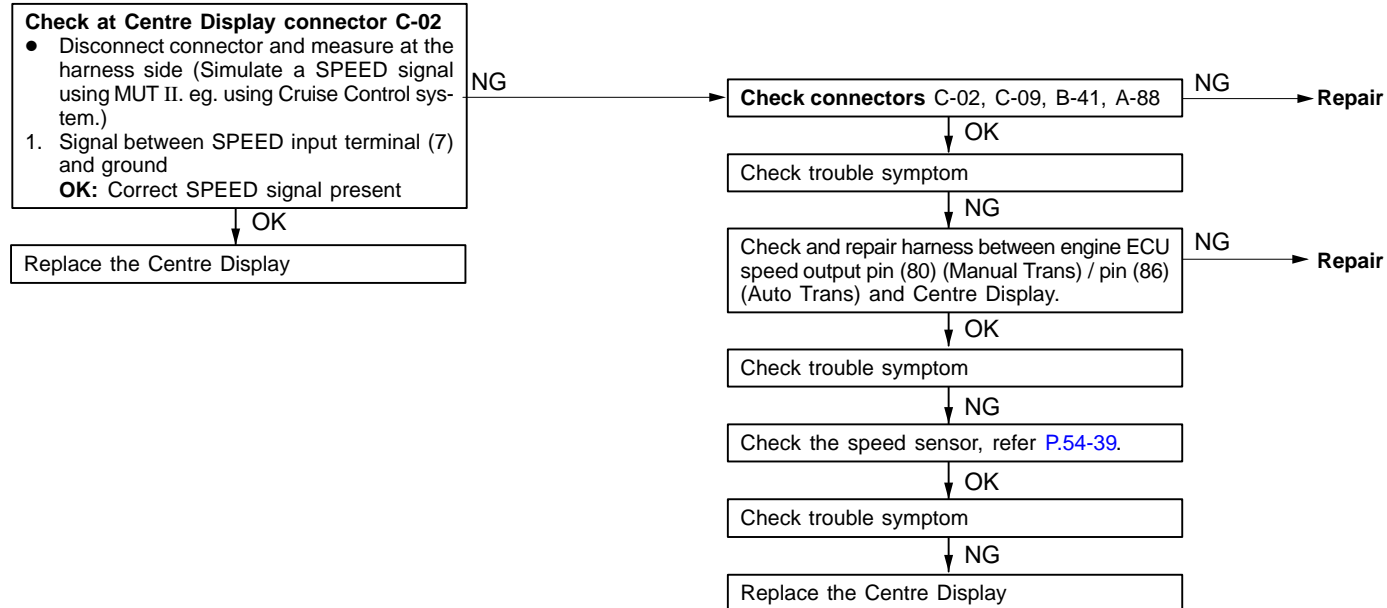 Check at Centre Display connector C-02
● Disconnect connector and measure at the
harness side (Simulate a SPEED signal
using MUT II. eg. using Cruise Control sys-
tem.)
1. Signal between SPEED input terminal (7)
and ground
OK: Correct SPEED signal present
NG
OK
Replace the Centre Display
Check connectors C-02, C-09, B-41, A-88
NG
Repair
OK
Check trouble symptom
NG
Check and repair harness between engine ECU
speed output pin (80) (Manual Trans) / pin (86)
(Auto Trans) and Centre Display.
NG
Repair
OK
Check trouble symptom
NG
Check the speed sensor, refer P.54-39.
OK
Check trouble symptom
NG
Replace the Centre Display